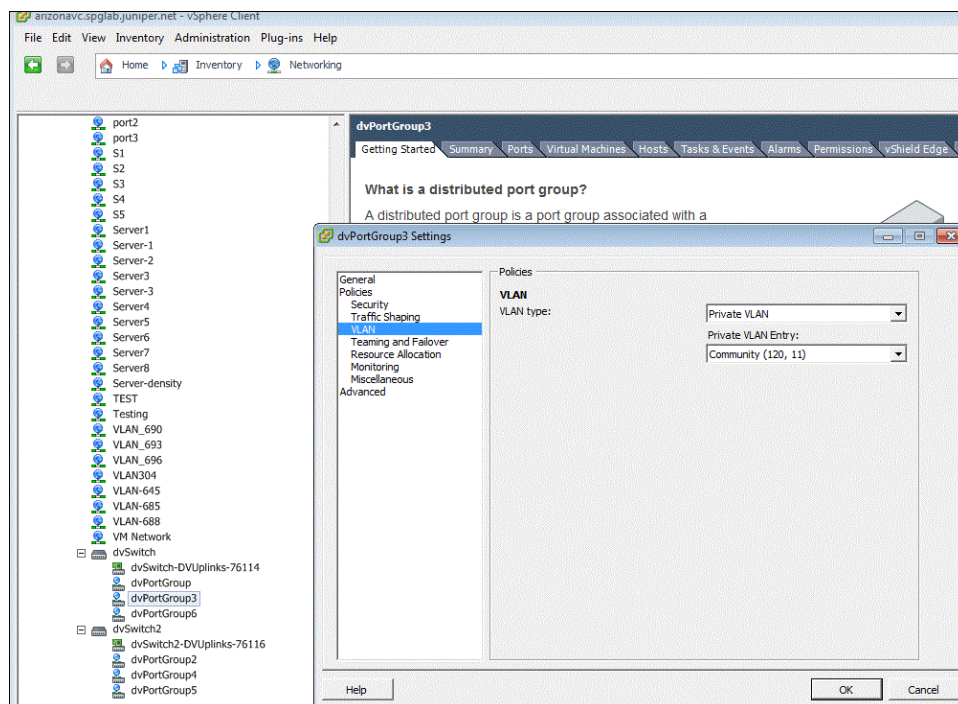 arizonavc.spglab.juniper.net - vSphere Client
File Edit View Inventory Administration Plug-ins Help
Home Inventory Networking
port2
port3
S1
S2
S3
S4
S5
Server1
Server-1
Server-2
Server3
Server-3
Server4
Server5
Server6
Server7
Server8
Server-density
TEST
Testing
VLAN_690
VLAN_693
VLAN_696
VLAN304
VLAN-645
VLAN-685
VLAN-688
VM Network
dvSwitch
dvSwitch-DVUplinks-76114
dvPortGroup
dvPortGroup3
dvPortGroup6
dvSwitch2
dvSwitch2-DVUplinks-76116
dvPortGroup2
dvPortGroup4
dvPortGroup5
dvPortGroup3
Getting Started Summary Ports Virtual Machines Hosts Tasks & Events Alarms Permissions vShield Edge
What is a distributed port group?
A distributed port group is a port group associated with a
dvPortGroup3 Settings
General
Policies
Security
Traffic Shaping
VLAN
Teaming and Failover
Resource Allocation
Monitoring
Miscellaneous
Advanced
Policies
VLAN
VLAN type:
Private VLAN
Private VLAN Entry:
Community (120, 11)
Help
OK
Cancel